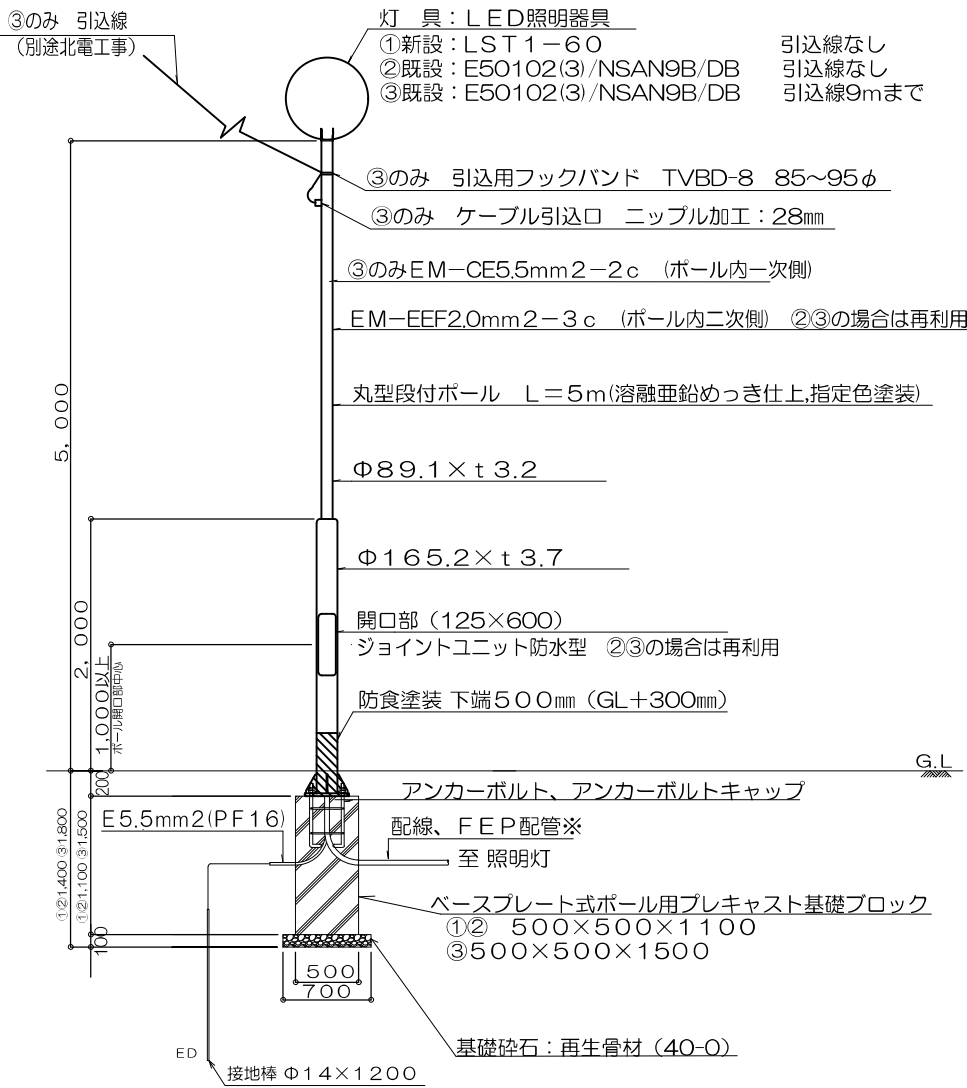 ③のみ 引込線
(別途北電工事)
灯 具：ＬＥＤ照明器具
①新設：LST1-60 引込線なし
②既設：E50102(3)/NSAN9B/DB 引込線なし
③既設：E50102(3)/NSAN9B/DB 引込線9mまで
③のみ 引込用フックバンド TVBD-8 85～95φ
③のみ ケーブル引込口 ニップル加工：28㎜
③のみＥＭ－CE5.5mm２－２ｃ (ポール内一次側)
ＥＭ－EEF2.0mm２－３ｃ (ポール内二次側) ②③の場合は再利用
丸型段付ポール Ｌ＝５ｍ(溶融亜鉛めっき仕上,指定色塗装)
Φ８９.１×ｔ３.２
Φ１６５.２×ｔ３.７
開口部（125×600）
ジョイントユニット防水型 ②③の場合は再利用
防食塗装 下端５００㎜（GL+300㎜）
5,000
2,000
1,000以上
ポール開口部中心
G.L
200
アンカーボルト、アンカーボルトキャップ
E5.5mm2(PF16)
配線、ＦＥＰ配管※
至 照明灯
①②1,400 ③1,800
①②1,100 ③1,500
100
ベースプレート式ポール用プレキャスト基礎ブロック
①② 500×500×1100
③500×500×1500
500
700
基礎砕石：再生骨材（40-0）
ED
接地棒 Φ14×1200